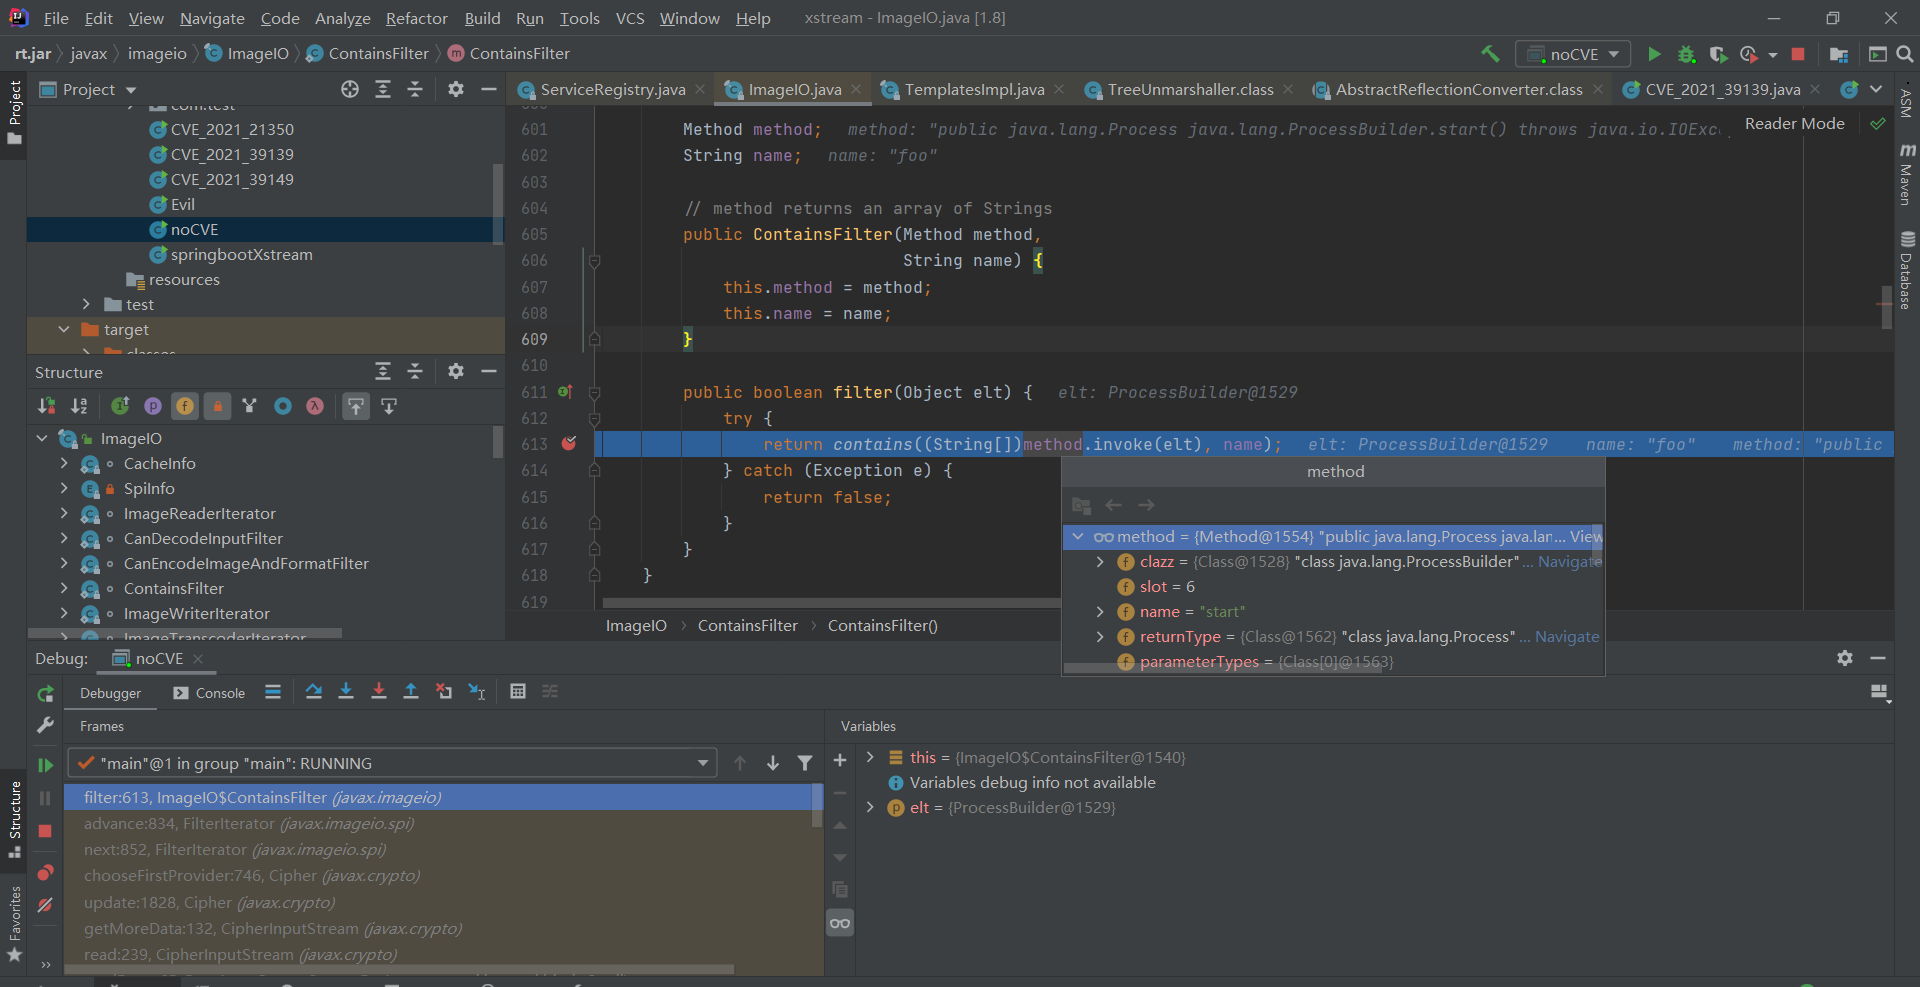 File Edit View Navigate Code Analyze Refactor Build Run Tools VCS Window Help xstream - ImageIO.java [1.8]
rt.jar javax imageio ImageIO ContainsFilter ContainsFilter
noCVE
Project
ServiceRegistry.java ImageIO.java TemplatesImpl.java TreeUnmarshaller.class AbstractReflectionConverter.class CVE_2021_39139.java
Project
com.test
CVE_2021_21350
CVE_2021_39139
CVE_2021_39149
Evil
noCVE
springbootXstream
resources
test
target
classes
Structure
ImageIO
CacheInfo
SpiInfo
ImageReaderIterator
CanDecodeInputFilter
CanEncodeImageAndFormatFilter
ContainsFilter
ImageWriterIterator
ImageTranscoderIterator
Reader Mode
601 Method method; method: "public java.lang.Process java.lang.ProcessBuilder.start() throws java.io.IOExc
602 String name; name: "foo"
603
604 // method returns an array of Strings
605 public ContainsFilter(Method method,
606 String name) {
607 this.method = method;
608 this.name = name;
609 }
610
611 public boolean filter(Object elt) { elt: ProcessBuilder@1529
612 try {
613 return contains((String[])method.invoke(elt), name); elt: ProcessBuilder@1529 name: "foo" method: "public
614 } catch (Exception e) {
615 return false;
616 }
617 }
618 }
619
method
method = {Method@1554} "public java.lang.Process java.lan... View
clazz = {Class@1528} "class java.lang.ProcessBuilder"... Navigate
slot = 6
name = "start"
returnType = {Class@1562} "class java.lang.Process"... Navigate
parameterTypes = {Class[0]@1563}
ImageIO ContainsFilter ContainsFilter()
ASM
Maven
Database
Debug: noCVE
Debugger Console
Frames
"main"@1 in group "main": RUNNING
filter:613, ImageIO$ContainsFilter (javax.imageio)
advance:834, FilterIterator (javax.imageio.spi)
next:852, FilterIterator (javax.imageio.spi)
chooseFirstProvider:746, Cipher (javax.crypto)
update:1828, Cipher (javax.crypto)
getMoreData:132, CipherInputStream (javax.crypto)
read:239, CipherInputStream (javax.crypto)
Variables
this = {ImageIO$ContainsFilter@1540}
Variables debug info not available
elt = {ProcessBuilder@1529}
Structure
Favorites